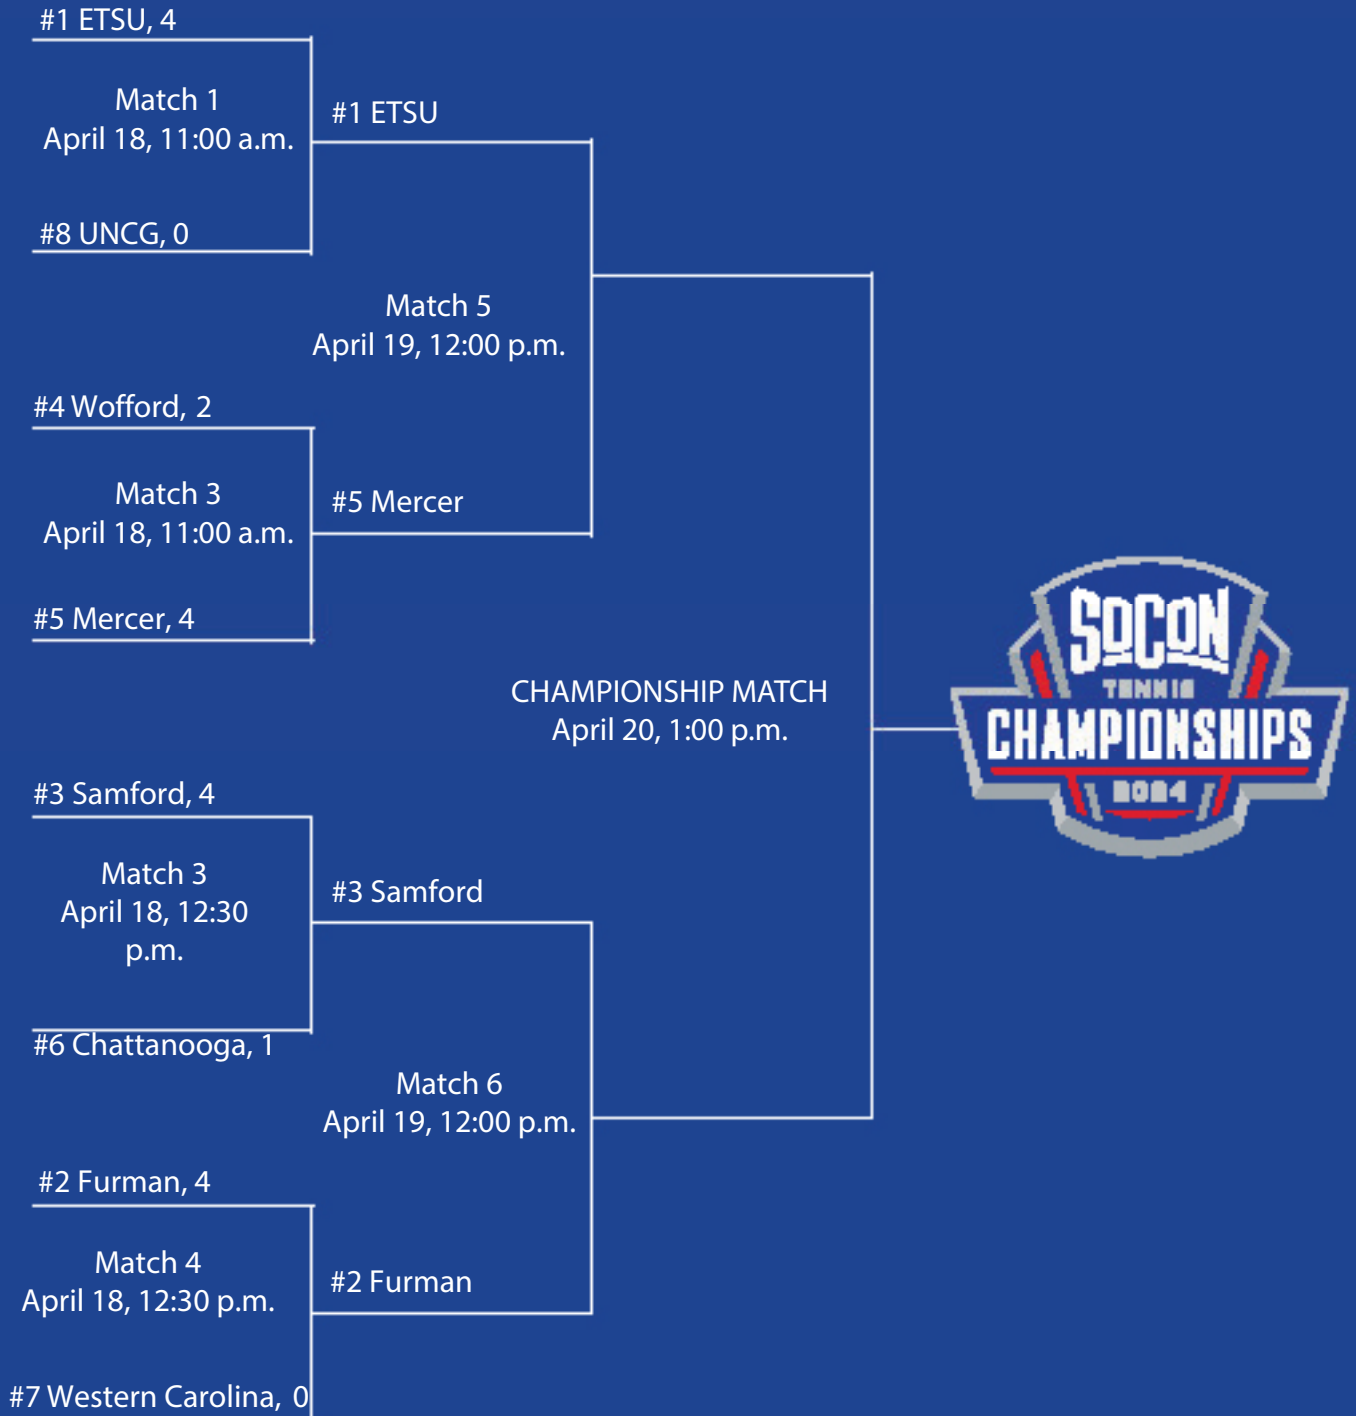 #1 ETSU, 4
Match 1
April 18, 11:00 a.m.
#1 ETSU
#8 UNCG, 0
Match 5
April 19, 12:00 p.m.
#4 Wofford, 2
Match 3
April 18, 11:00 a.m.
#5 Mercer
#5 Mercer, 4
CHAMPIONSHIP MATCH
April 20, 1:00 p.m.
SOCON
TENNIS
CHAMPIONSHIPS
2024
#3 Samford, 4
Match 3
April 18, 12:30
p.m.
#3 Samford
#6 Chattanooga, 1
Match 6
April 19, 12:00 p.m.
#2 Furman, 4
Match 4
April 18, 12:30 p.m.
#2 Furman
#7 Western Carolina, 0